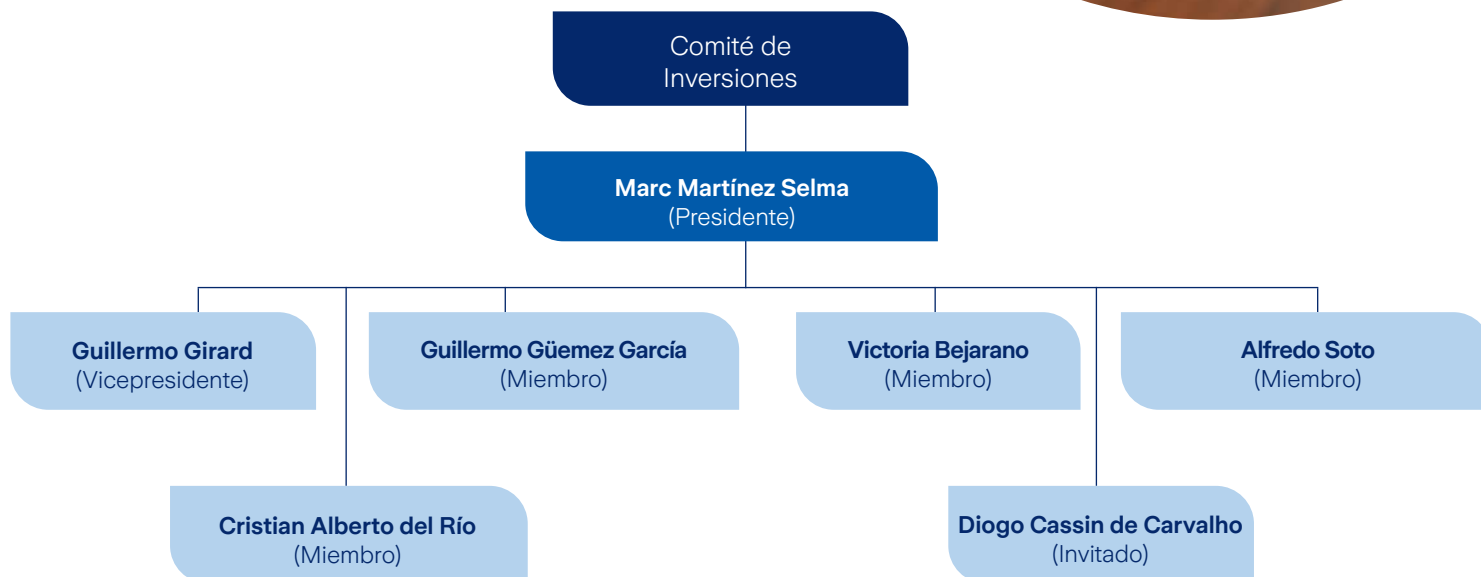 Comité de
Inversiones
Marc Martínez Selma
(Presidente)
Guillermo Girard
(Vicepresidente)
Guillermo Güemez García
(Miembro)
Victoria Bejarano
(Miembro)
Alfredo Soto
(Miembro)
Cristian Alberto del Río
(Miembro)
Diogo Cassin de Carvalho
(Invitado)